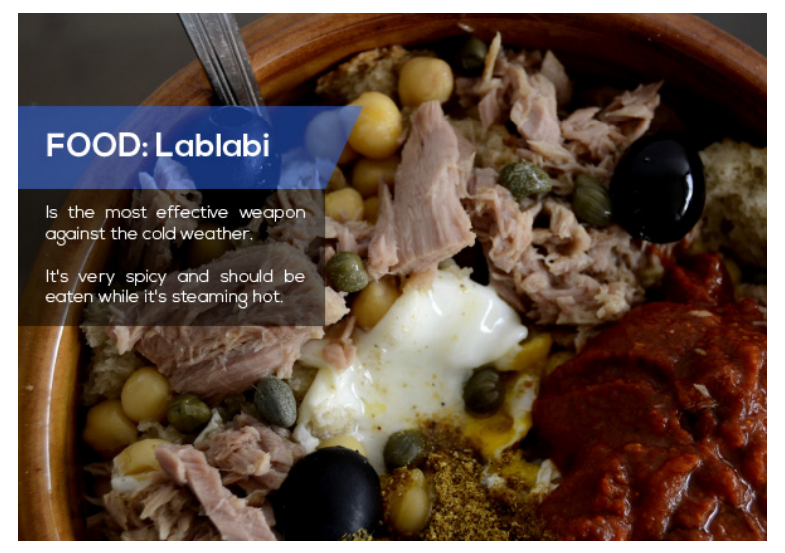 FOOD: Lablabi
Is the most effective weapon
against the cold weather.
It's very spicy and should be
eaten while it's steaming hot.